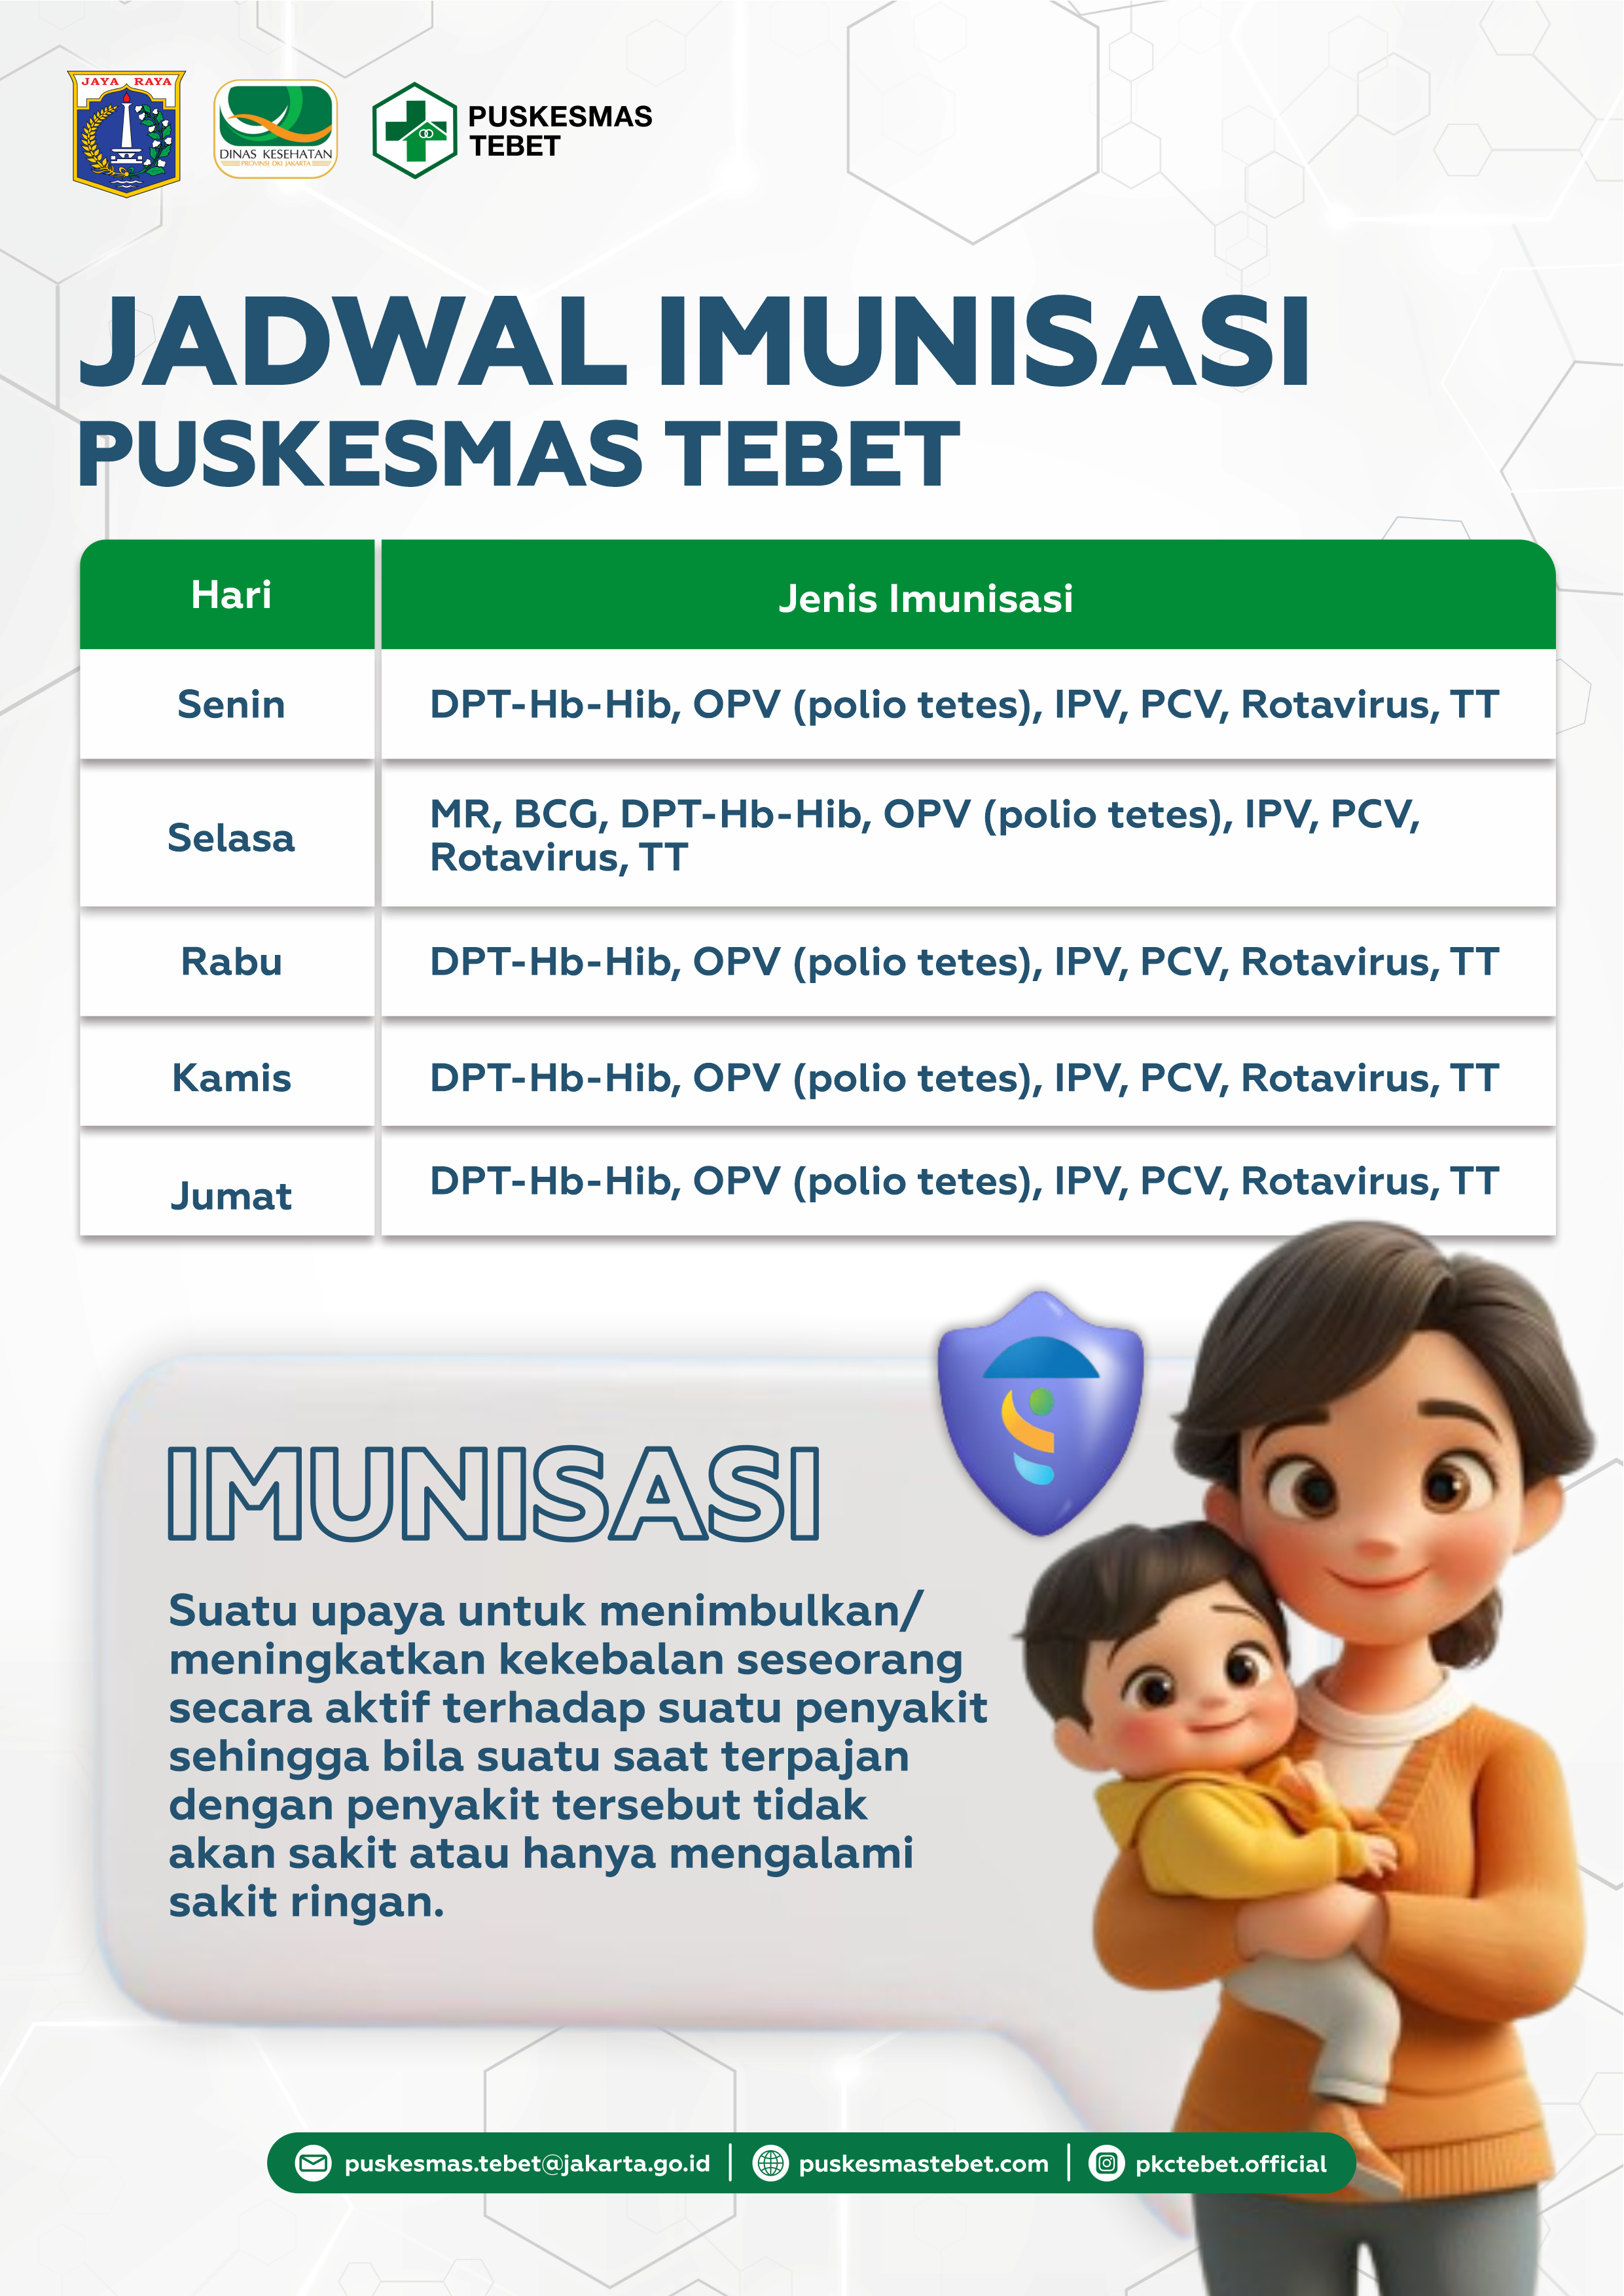 JAYA RAYA
DINAS KESEHATAN
PROVINSI DKI JAKARTA
PUSKESMAS
TEBET
JADWAL IMUNISASI
PUSKESMAS TEBET
Hari
Jenis Imunisasi
Senin
DPT-Hb-Hib, OPV (polio tetes), IPV, PCV, Rotavirus, TT
Selasa
MR, BCG, DPT-Hb-Hib, OPV (polio tetes), IPV, PCV,
Rotavirus, TT
Rabu
DPT-Hb-Hib, OPV (polio tetes), IPV, PCV, Rotavirus, TT
Kamis
DPT-Hb-Hib, OPV (polio tetes), IPV, PCV, Rotavirus, TT
Jumat
DPT-Hb-Hib, OPV (polio tetes), IPV, PCV, Rotavirus, TT
IMUNISASI
Suatu upaya untuk menimbulkan/
meningkatkan kekebalan seseorang
secara aktif terhadap suatu penyakit
sehingga bila suatu saat terpajan
dengan penyakit tersebut tidak
akan sakit atau hanya mengalami
sakit ringan.
puskesmas.tebet@jakarta.go.id | puskesmastebet.com | pkctebet.official